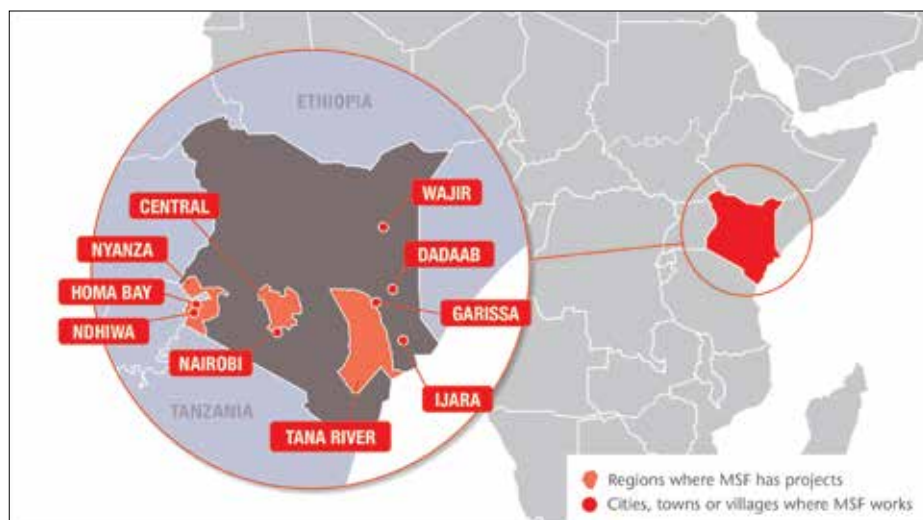 ETHIOPIA
WAJIR
CENTRAL
NYANZA
DADAAB
HOMA BAY
GARISSA
NDHIWA
NAIROBI
IJARA
TANZANIA
TANA RIVER
Regions where MSF has projects
Cities, towns or villages where MSF works